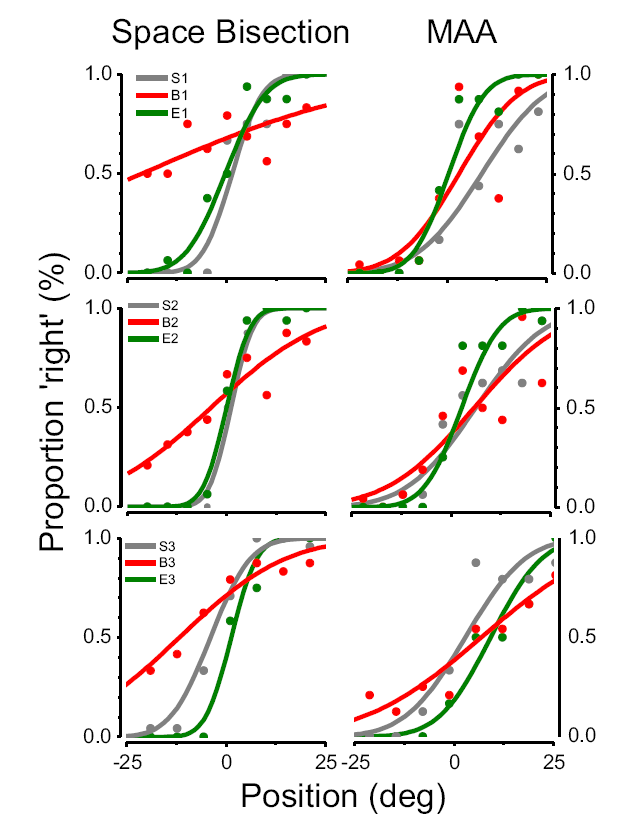 Space Bisection MAA
1.0 S1 1.0
B1
E1
0.5 0.5
0.0 0.0
1.0 S2 1.0
B2
E2
0.5 0.5
0.0 0.0
1.0 S3 1.0
B3
E3
0.5 0.5
0.0 0.0
-25 0 25 -25 0 25
Position (deg)
Proportion 'right' (%)